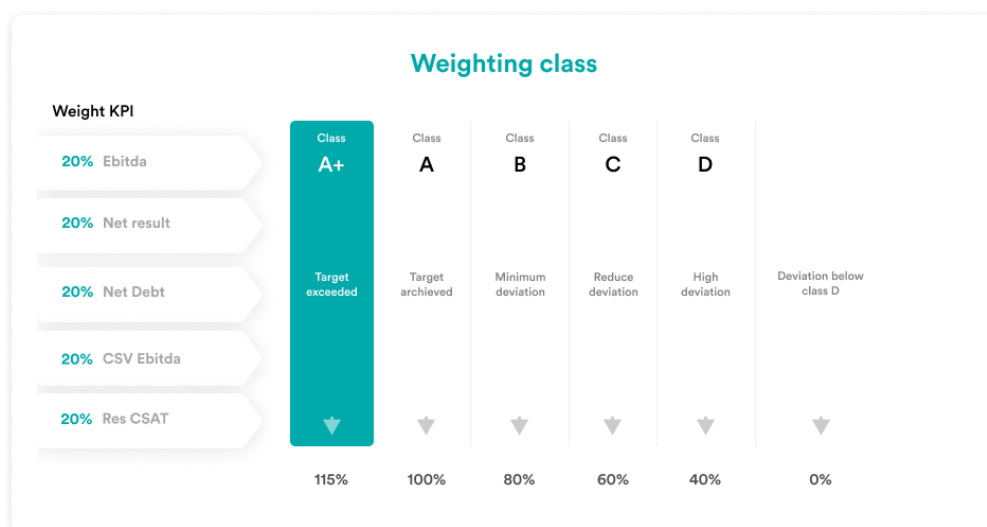 Weighting class
Weight KPI
20% Ebitda
20% Net result
20% Net Debt
20% CSV Ebitda
20% Res CSAT
Class
A+
Target
exceeded
115%
Class
A
Target
archieved
100%
Class
B
Minimum
deviation
80%
Class
C
Reduce
deviation
60%
Class
D
High
deviation
40%
Deviation below
class D
0%